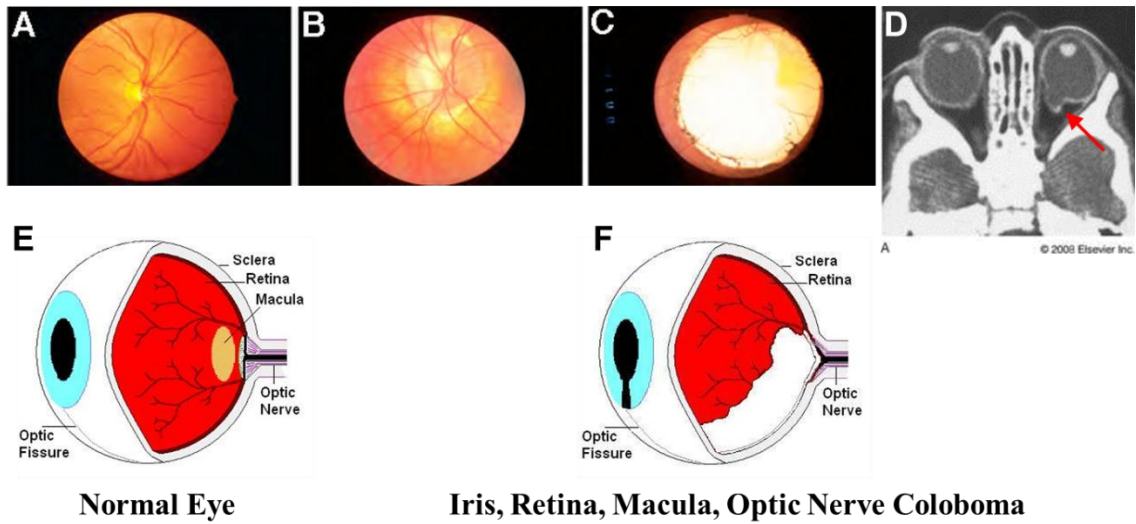 A
B
C
D
A
© 2008 Elsevier Inc.
E
Sclera
Retina
Macula
Optic
Nerve
Optic
Fissure
F
Sclera
Retina
Optic
Nerve
Optic
Fissure
Normal Eye
Iris, Retina, Macula, Optic Nerve Coloboma